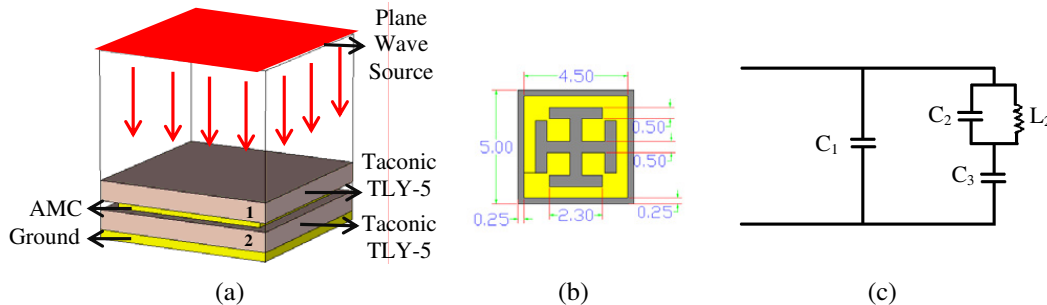 Plane
Wave
Source
Taconic
TLY-5
AMC
1
Ground
2
Taconic
TLY-5
(a)
4.50
5.00
0.50
0.50
0.25
2.30
0.25
(b)
C1
C2
L2
C3
(c)